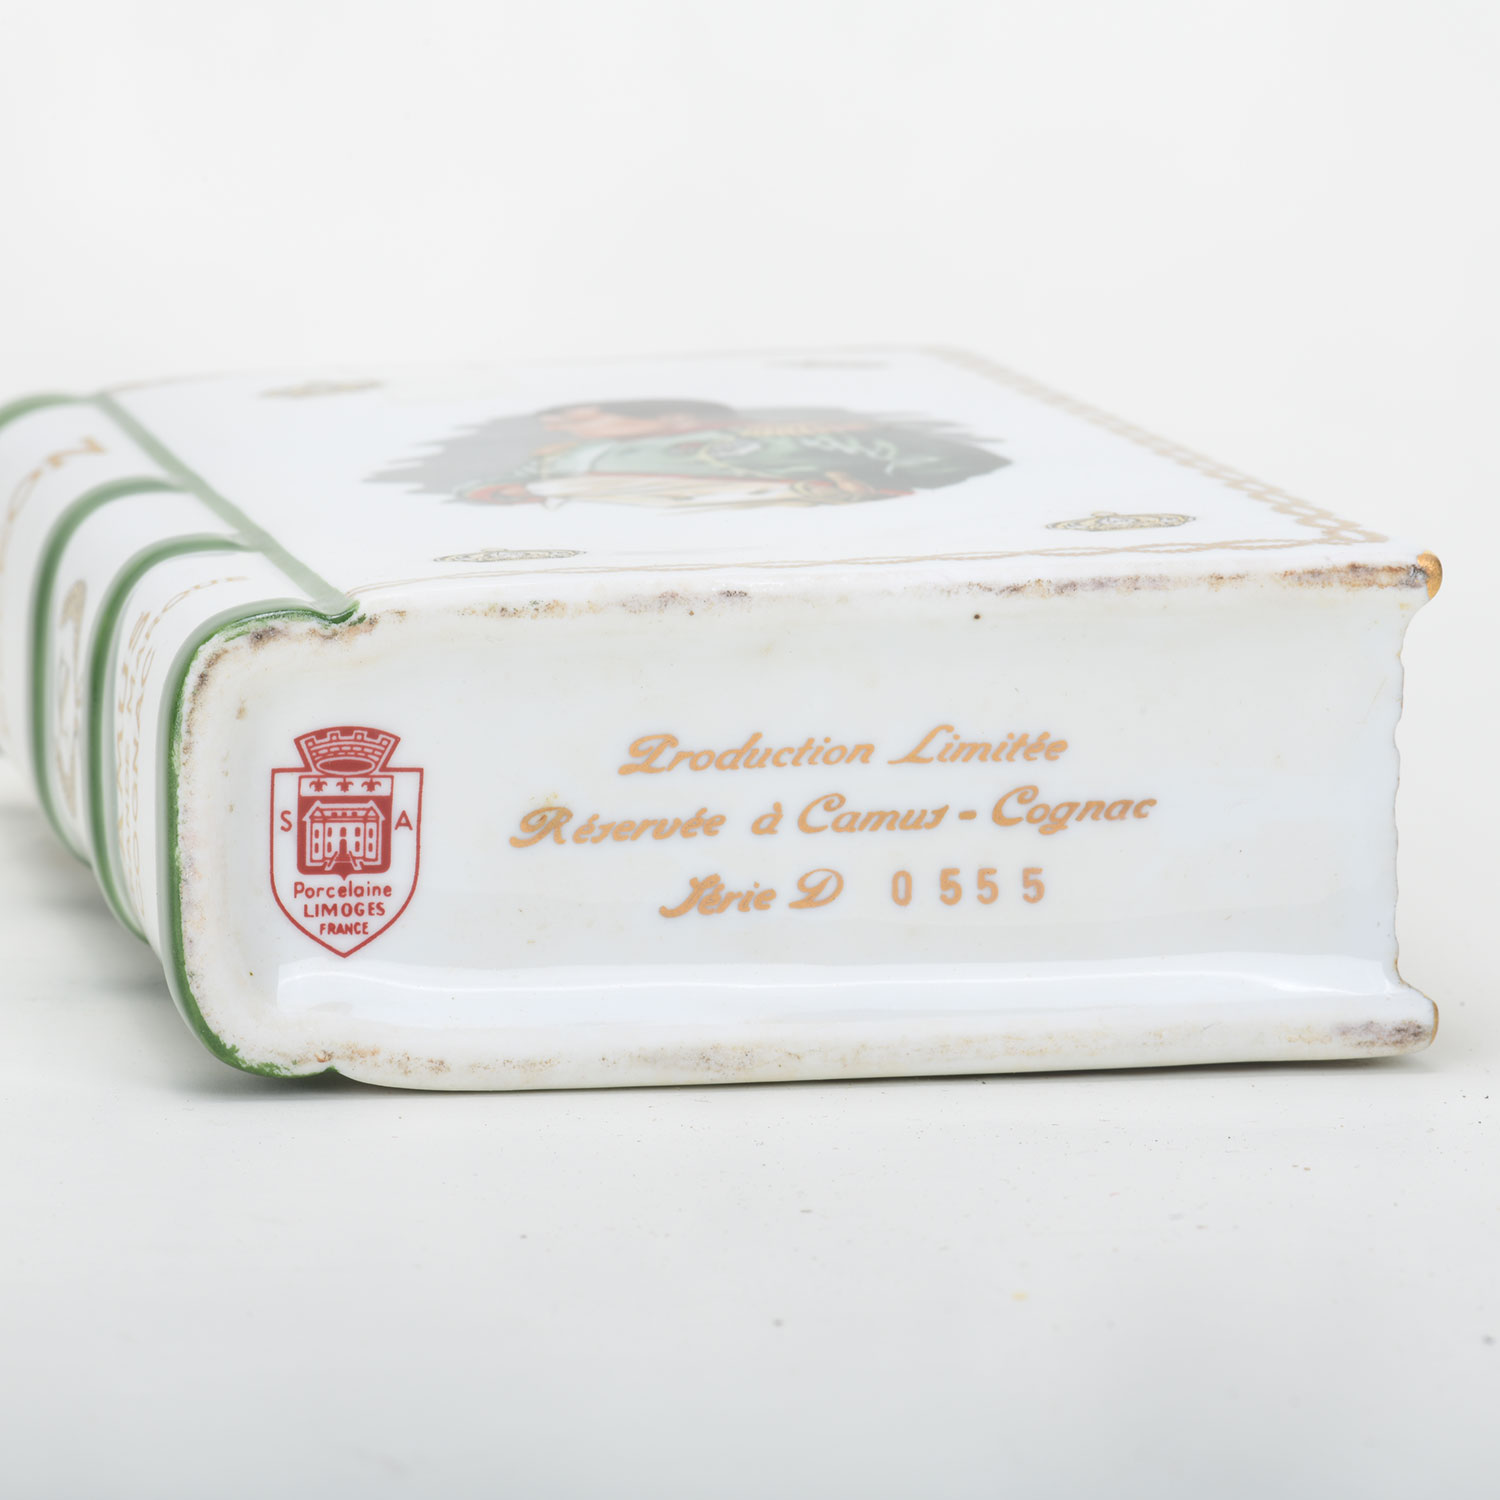 Production Limitée
Réservée à Camus - Cognac
Série D 0555
S A
Porcelaine
LIMOGES
FRANCE